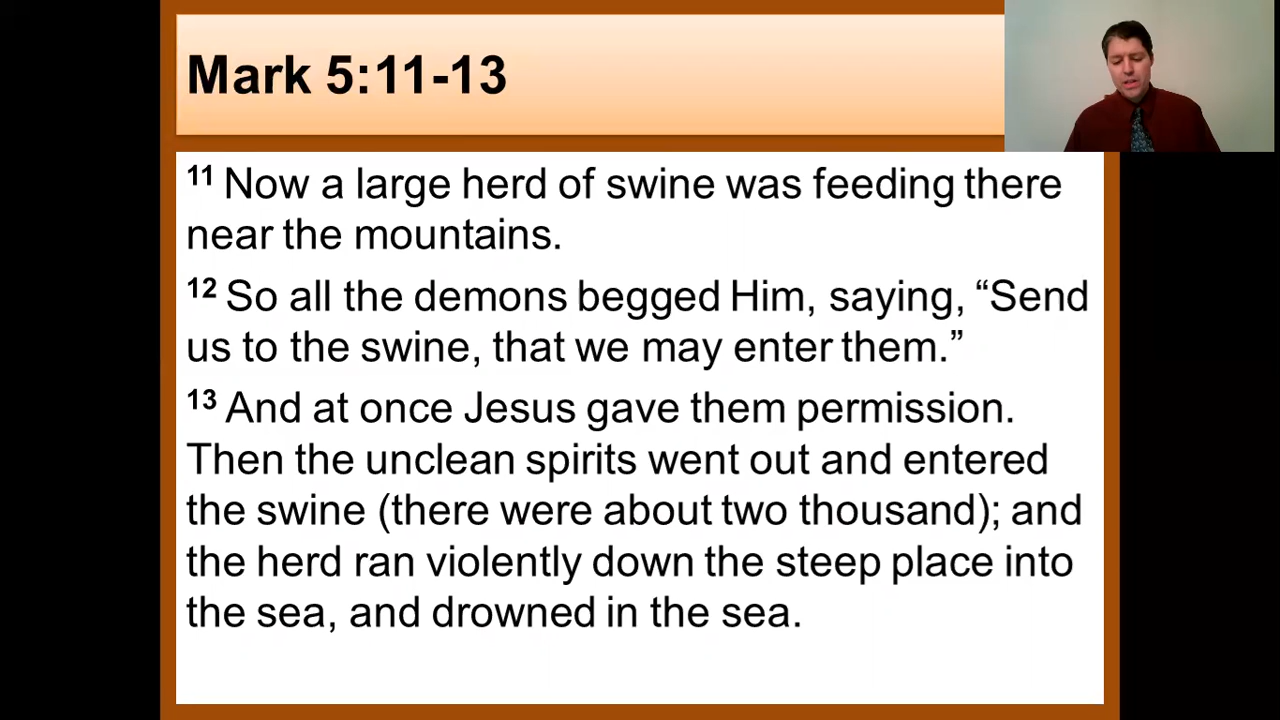 Mark 5:11-13
11 Now a large herd of swine was feeding there
near the mountains.
12 So all the demons begged Him, saying, “Send
us to the swine, that we may enter them.”
13 And at once Jesus gave them permission.
Then the unclean spirits went out and entered
the swine (there were about two thousand); and
the herd ran violently down the steep place into
the sea, and drowned in the sea.